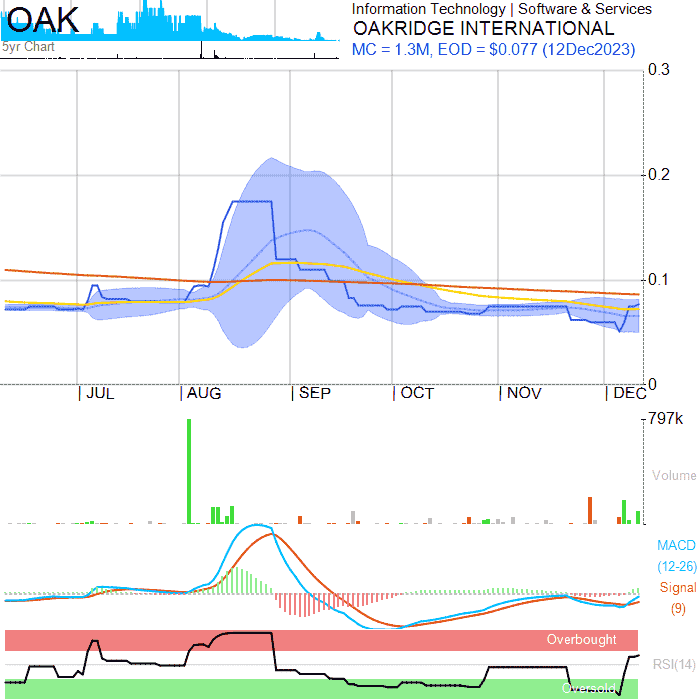 OAK
5yr Chart
Information Technology | Software & Services
OAKRIDGE INTERNATIONAL
MC = 1.3M, EOD = $0.077 (12Dec2023)
0.3
0.2
0.1
0
| JUL | AUG | SEP | OCT | NOV | DEC
797k
Volume
MACD
(12-26)
Signal
(9)
Overbought
RSI(14)
Oversold